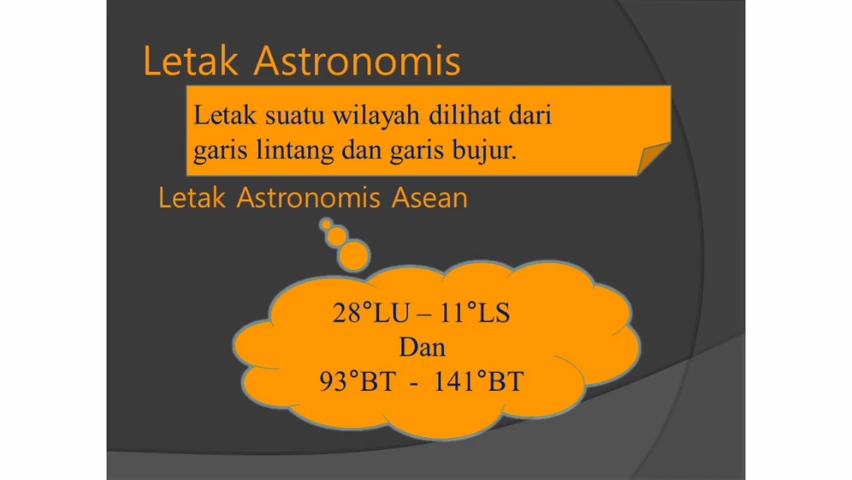 Letak Astronomis
Letak suatu wilayah dilihat dari
garis lintang dan garis bujur.
Letak Astronomis Asean
28°LU – 11°LS
Dan
93°BT - 141°BT